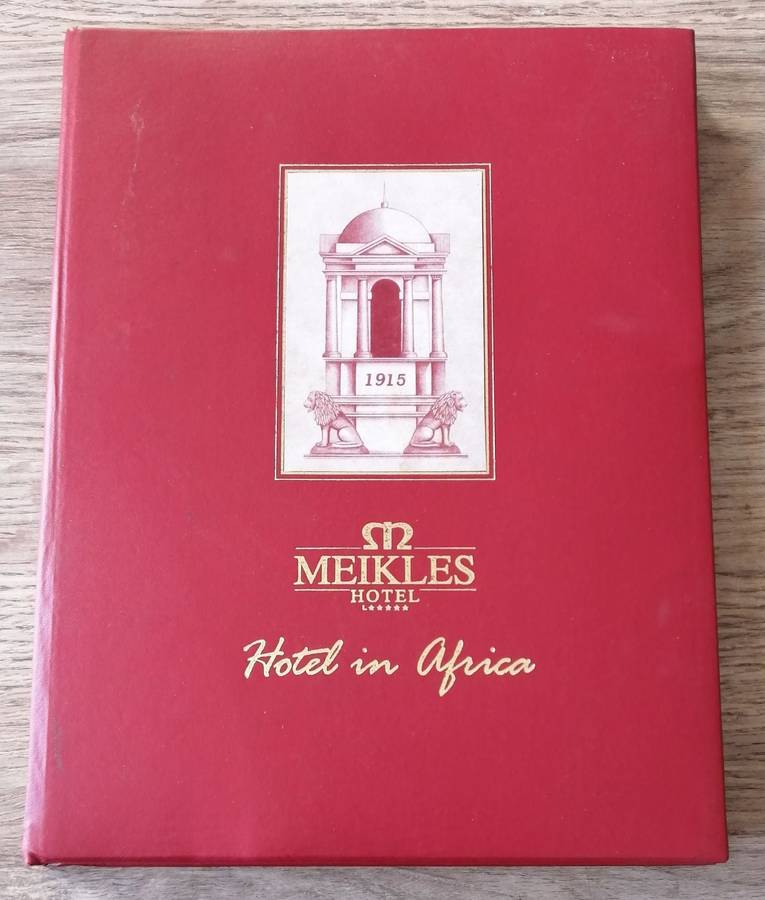 1915
MEIKLES
HOTEL
L★★★★★
Hotel in Africa